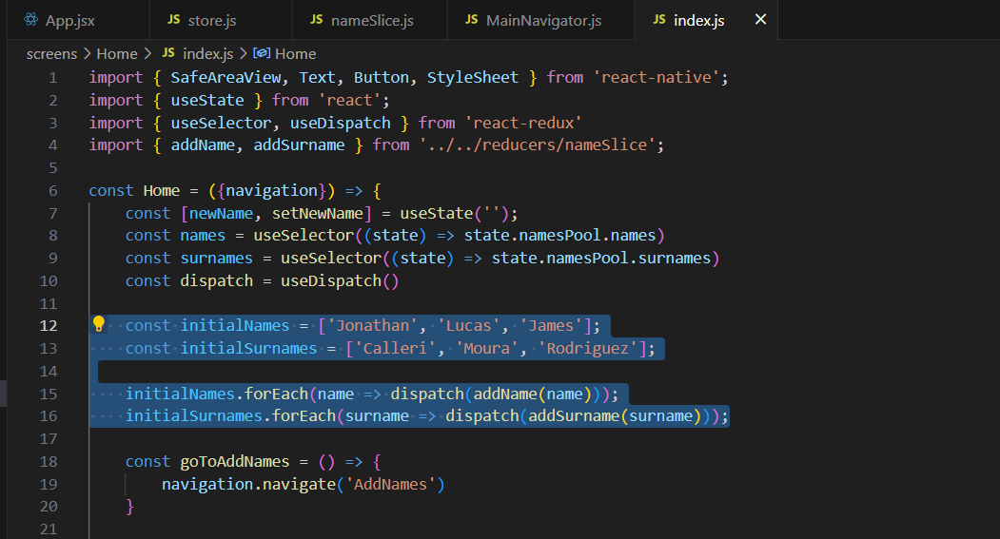 App.jsx JS store.js JS nameSlice.js JS MainNavigator.js JS index.js ×
screens > Home > JS index.js > Home
1 import { SafeAreaView, Text, Button, StyleSheet } from 'react-native';
2 import { useState } from 'react';
3 import { useSelector, useDispatch } from 'react-redux'
4 import { addName, addSurname } from '../../reducers/nameSlice';
5
6 const Home = ({navigation}) => {
7     const [newName, setNewName] = useState('');
8     const names = useSelector((state) => state.namesPool.names)
9     const surnames = useSelector((state) => state.namesPool.surnames)
10     const dispatch = useDispatch()
11
12     const initialNames = ['Jonathan', 'Lucas', 'James'];
13     const initialSurnames = ['Calleri', 'Moura', 'Rodriguez'];
14
15     initialNames.forEach(name => dispatch(addName(name)));
16     initialSurnames.forEach(surname => dispatch(addSurname(surname)));
17
18     const goToAddNames = () => {
19         navigation.navigate('AddNames')
20     }
21